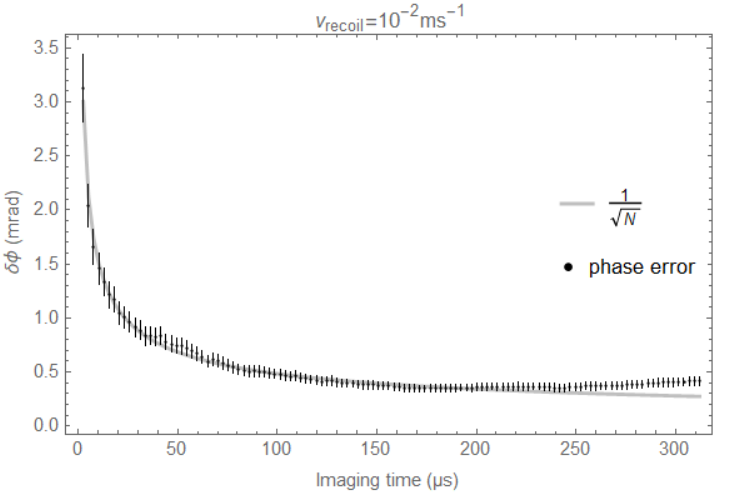 v_recoil=10^−2 ms^−1
δϕ (mrad)
3.5
3.0
2.5
2.0
1.5
1.0
0.5
0.0
1/√N
phase error
0 50 100 150 200 250 300
Imaging time (μs)